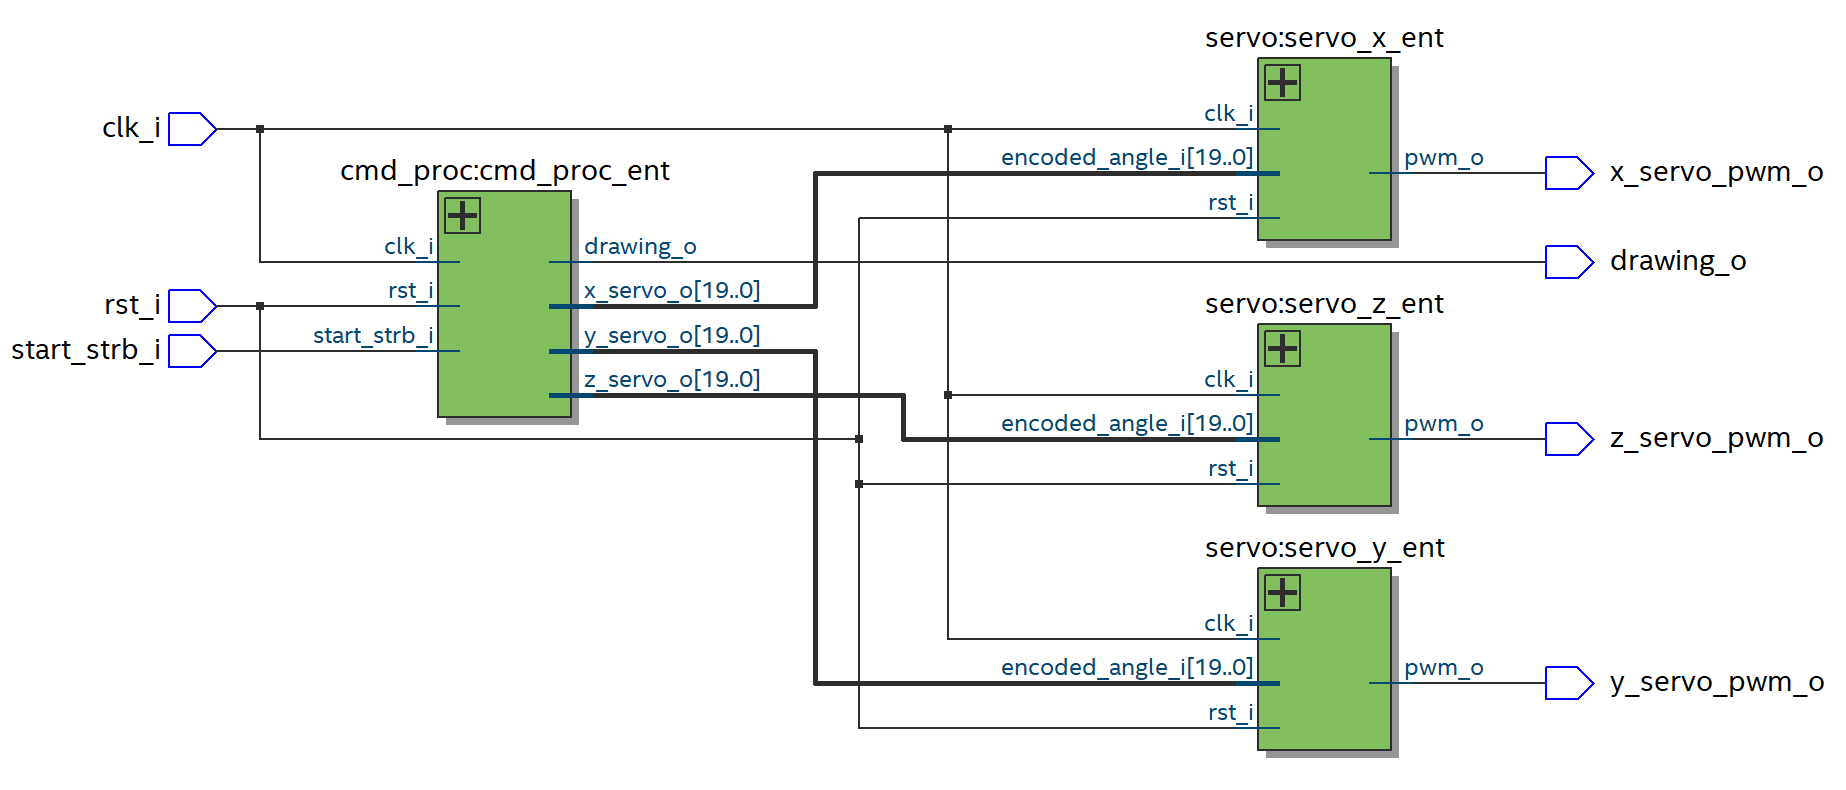 clk_i
rst_i
start_strb_i
cmd_proc:cmd_proc_ent
clk_i
rst_i
start_strb_i
drawing_o
x_servo_o[19..0]
y_servo_o[19..0]
z_servo_o[19..0]
servo:servo_x_ent
clk_i
encoded_angle_i[19..0]
rst_i
pwm_o
x_servo_pwm_o
drawing_o
servo:servo_z_ent
clk_i
encoded_angle_i[19..0]
rst_i
pwm_o
z_servo_pwm_o
servo:servo_y_ent
clk_i
encoded_angle_i[19..0]
rst_i
pwm_o
y_servo_pwm_o